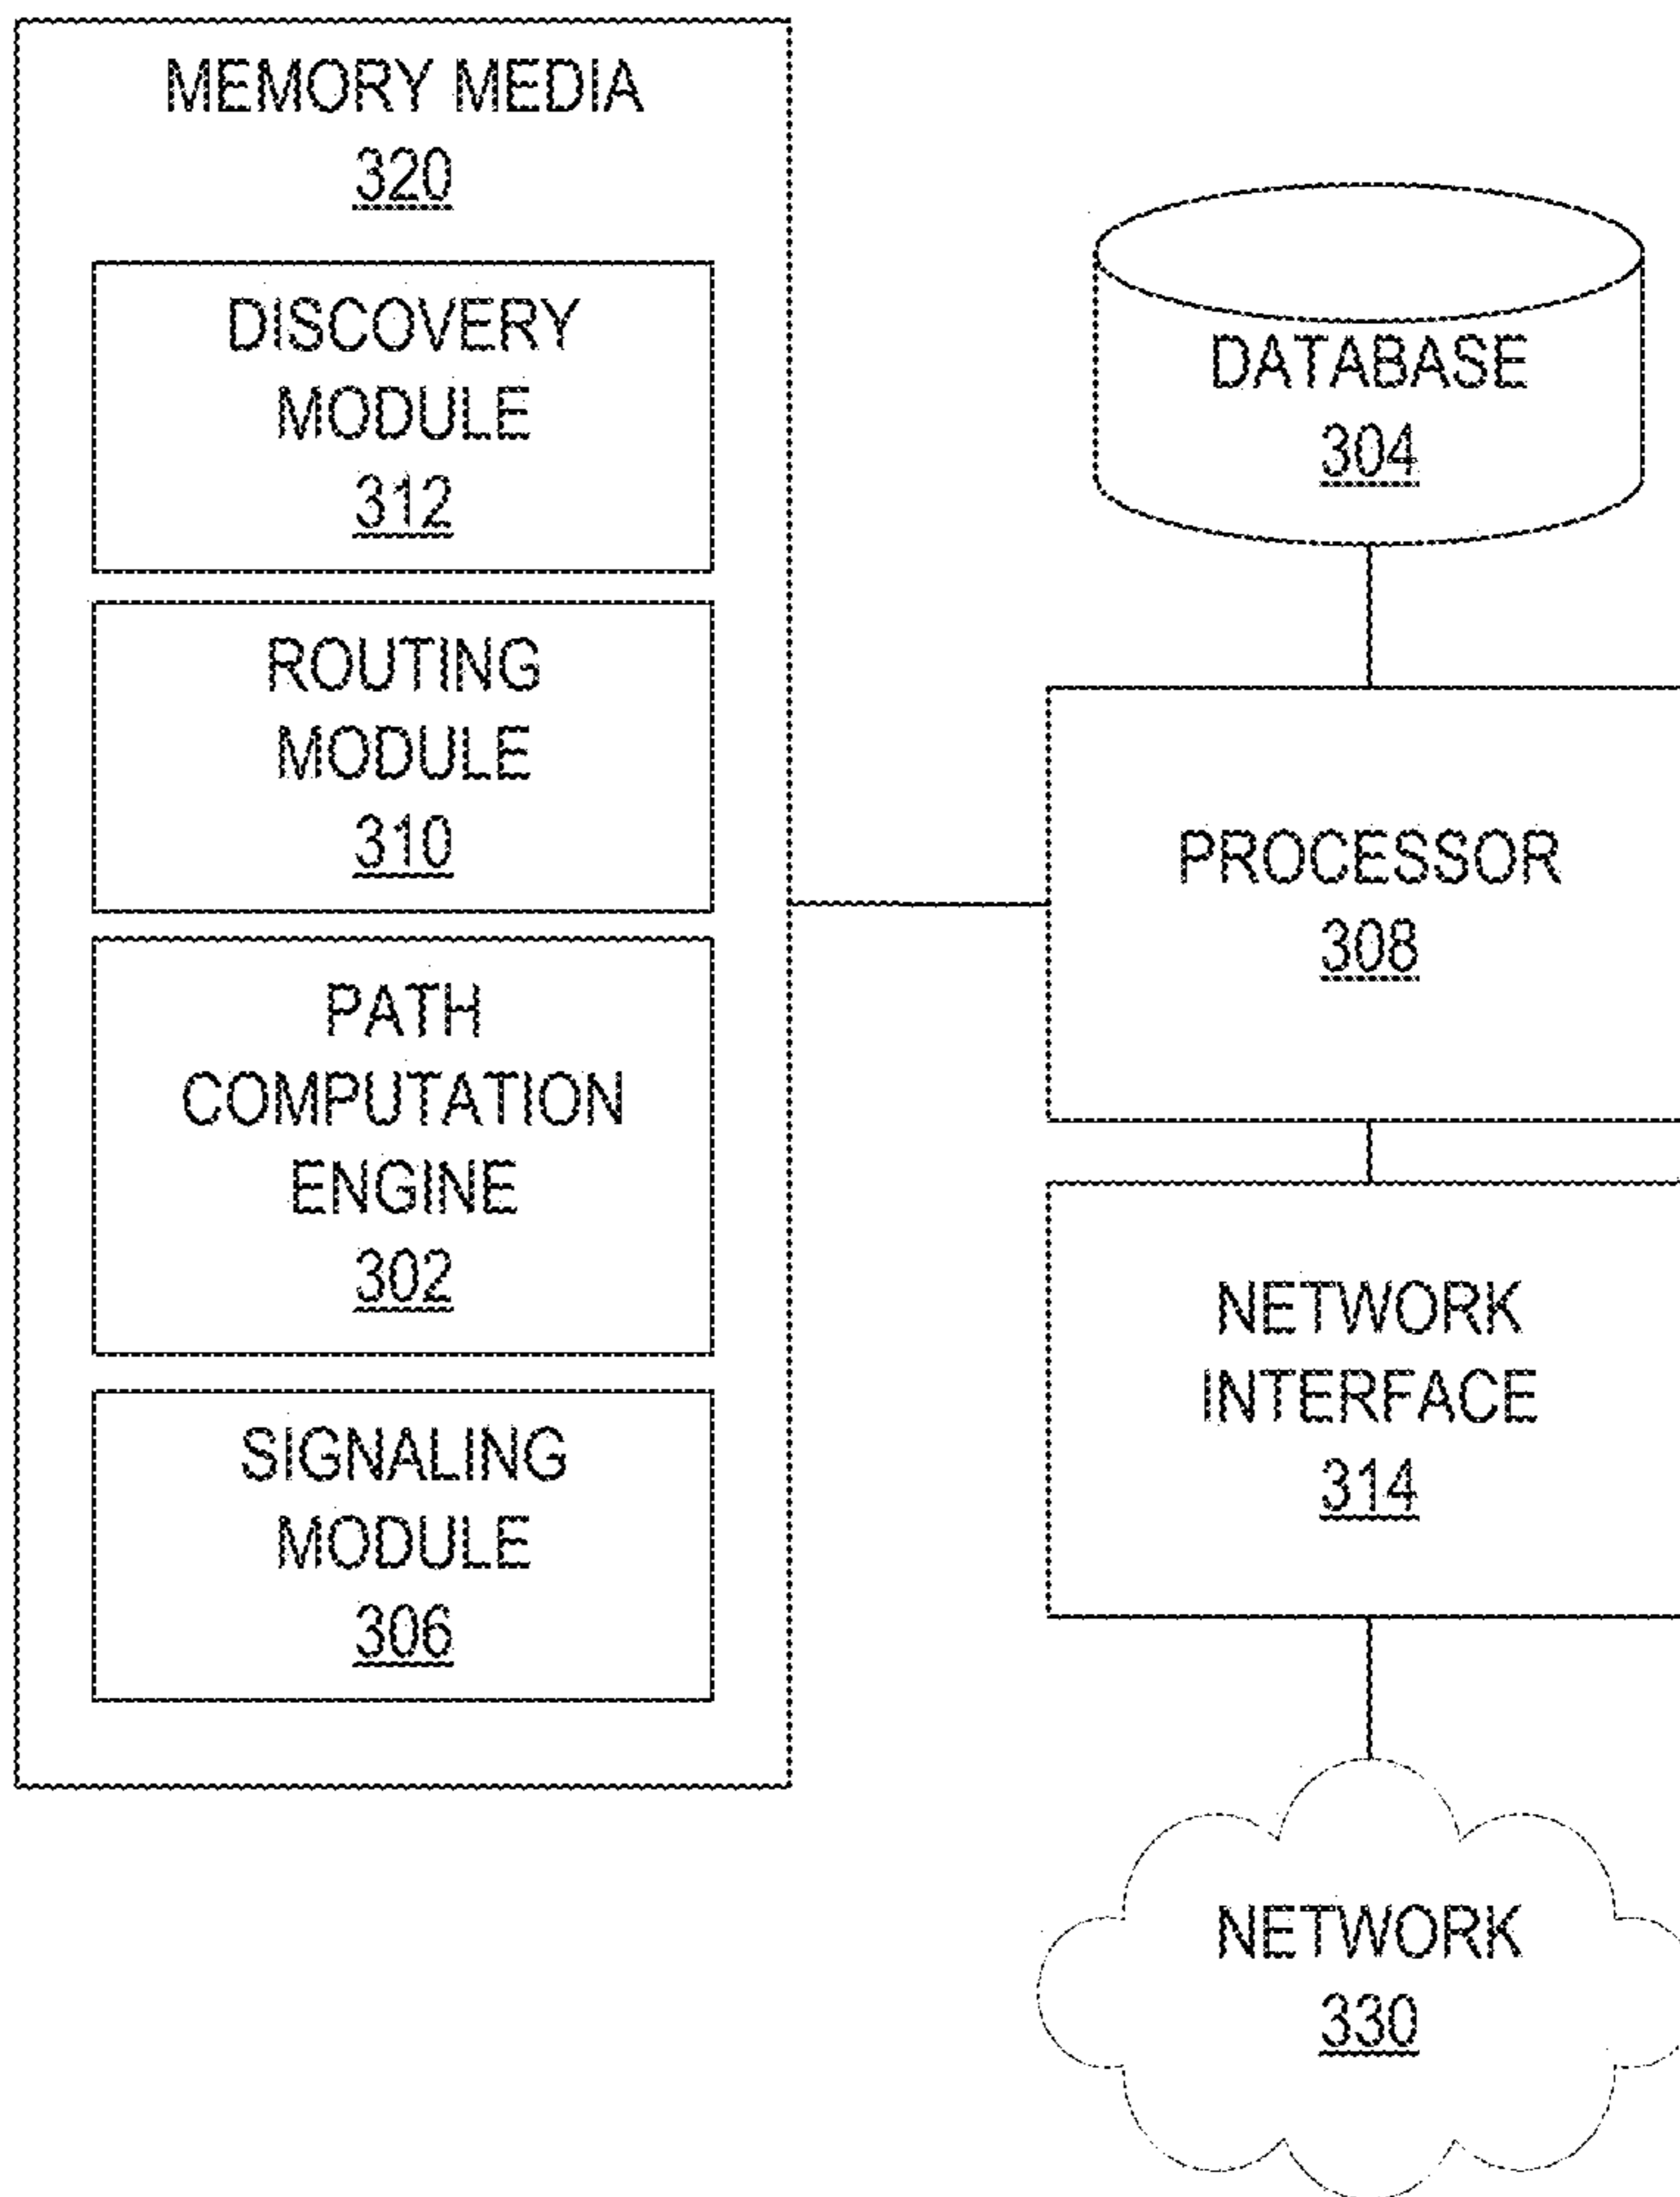 MEMORY MEDIA
320
DISCOVERY
MODULE
312
ROUTING
MODULE
310
PATH
COMPUTATION
ENGINE
302
SIGNALING
MODULE
306
DATABASE
304
PROCESSOR
308
NETWORK
INTERFACE
314
NETWORK
330